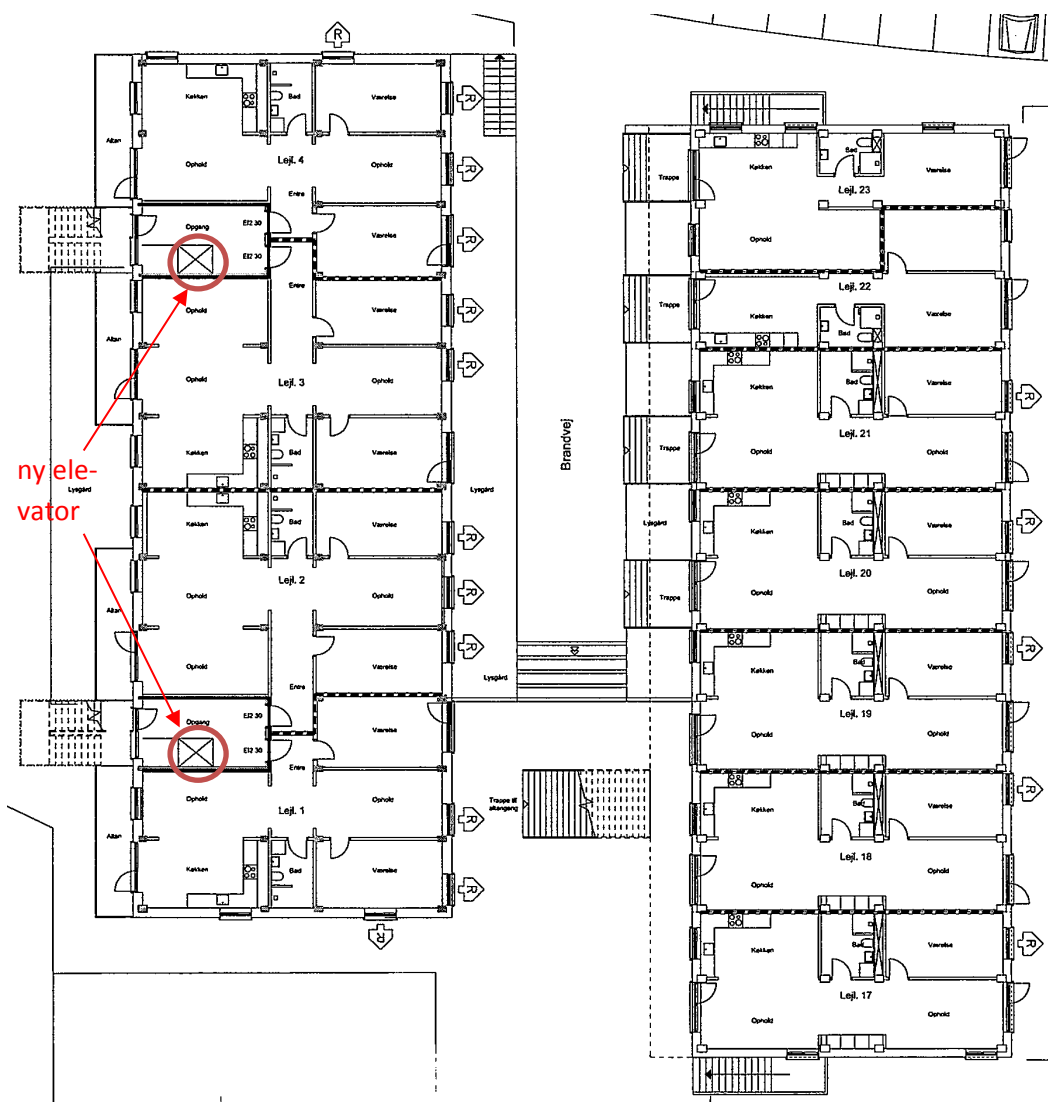 R
Køkken
Bad
Værelse
R
Altan
Ophold
Lejl. 4
Ophold
R
Entre
Opgang
EI2 30
Værelse
R
EI2 30
Ophold
Entre
Værelse
R
Altan
Ophold
Lejl. 3
Ophold
R
Køkken
Bad
Værelse
ny ele-
vator
Lysgård
Lysgård
Køkken
Bad
Værelse
R
Lejl. 2
Ophold
Ophold
R
Altan
Ophold
Værelse
R
Entre
Lysgård
Opgang
EI2 30
EI2 30
Entre
Ophold
Ophold
Lejl. 1
R
Altan
Køkken
Bad
Værelse
R
R
Brandvej
Trappe til
altangang
Trappe
Køkken
Bad
Værelse
Lejl. 23
Ophold
Trappe
Lejl. 22
Køkken
Værelse
Bad
Køkken
Bad
Værelse
R
Trappe
Lejl. 21
Ophold
Ophold
Lysgård
Køkken
Bad
Værelse
R
Lejl. 20
Trappe
Ophold
Ophold
Køkken
Bad
Værelse
R
Lejl. 19
Ophold
Ophold
Køkken
Bad
Værelse
R
Lejl. 18
Ophold
Ophold
Køkken
Bad
Værelse
R
Lejl. 17
Ophold
Ophold